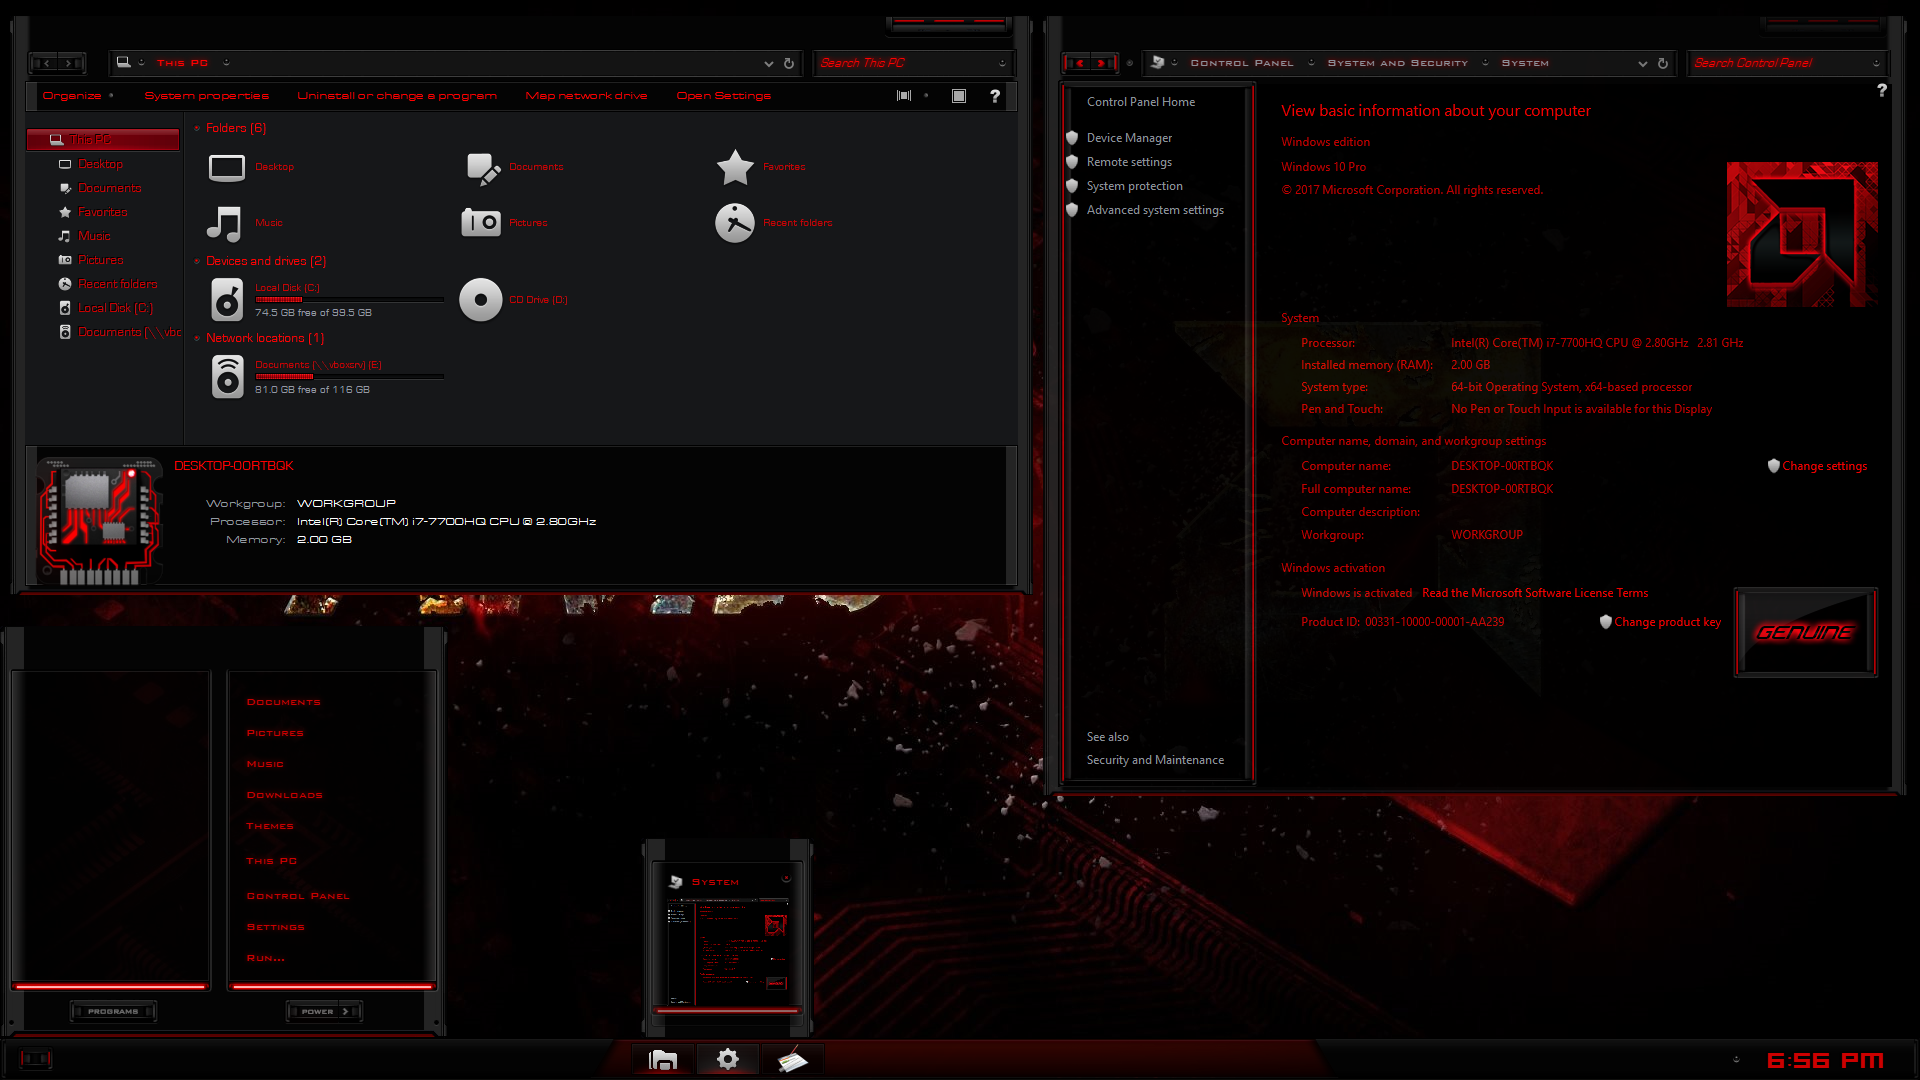 This PC
Search This PC
Organize
System properties
Uninstall or change a program
Map network drive
Open Settings
?
This PC
Desktop
Documents
Favorites
Music
Pictures
Recent folders
Local Disk (C:)
Documents (\\vbo
Folders (6)
Desktop
Documents
Favorites
Music
Pictures
Recent folders
Devices and drives (2)
Local Disk (C:)
74.5 GB free of 99.5 GB
CD Drive (D:)
Network locations (1)
Documents (\\vboxsrv) (E:)
81.0 GB free of 116 GB
DESKTOP-00RTBQK
Workgroup: WORKGROUP
Processor: Intel(R) Core(TM) i7-7700HQ CPU @ 2.80GHz
Memory: 2.00 GB
Control Panel
System and Security
System
Search Control Panel
?
Control Panel Home
Device Manager
Remote settings
System protection
Advanced system settings
See also
Security and Maintenance
View basic information about your computer
Windows edition
Windows 10 Pro
© 2017 Microsoft Corporation. All rights reserved.
System
Processor: Intel(R) Core(TM) i7-7700HQ CPU @ 2.80GHz 2.81 GHz
Installed memory (RAM): 2.00 GB
System type: 64-bit Operating System, x64-based processor
Pen and Touch: No Pen or Touch Input is available for this Display
Computer name, domain, and workgroup settings
Computer name: DESKTOP-00RTBQK
Change settings
Full computer name: DESKTOP-00RTBQK
Computer description:
Workgroup: WORKGROUP
Windows activation
Windows is activated Read the Microsoft Software License Terms
Product ID: 00331-10000-00001-AA239
Change product key
GENUINE
Documents
Pictures
Music
Downloads
Themes
This PC
Control Panel
Settings
Run...
PROGRAMS
POWER
System
6:56 PM